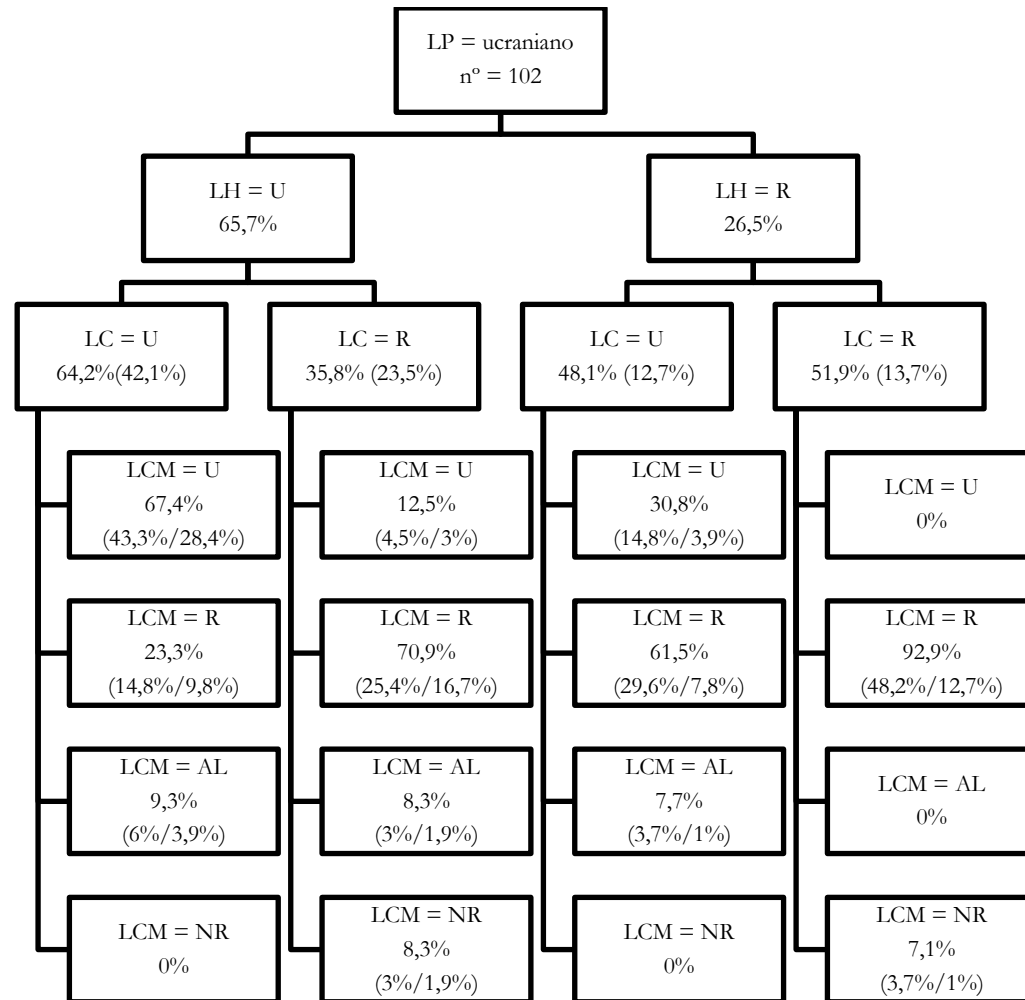 LP = ucraniano
nº = 102
LH = U
65,7%
LH = R
26,5%
LC = U
64,2%(42,1%)
LC = R
35,8% (23,5%)
LC = U
48,1% (12,7%)
LC = R
51,9% (13,7%)
LCM = U
67,4%
(43,3%/28,4%)
LCM = U
12,5%
(4,5%/3%)
LCM = U
30,8%
(14,8%/3,9%)
LCM = U
0%
LCM = R
23,3%
(14,8%/9,8%)
LCM = R
70,9%
(25,4%/16,7%)
LCM = R
61,5%
(29,6%/7,8%)
LCM = R
92,9%
(48,2%/12,7%)
LCM = AL
9,3%
(6%/3,9%)
LCM = AL
8,3%
(3%/1,9%)
LCM = AL
7,7%
(3,7%/1%)
LCM = AL
0%
LCM = NR
0%
LCM = NR
8,3%
(3%/1,9%)
LCM = NR
0%
LCM = NR
7,1%
(3,7%/1%)